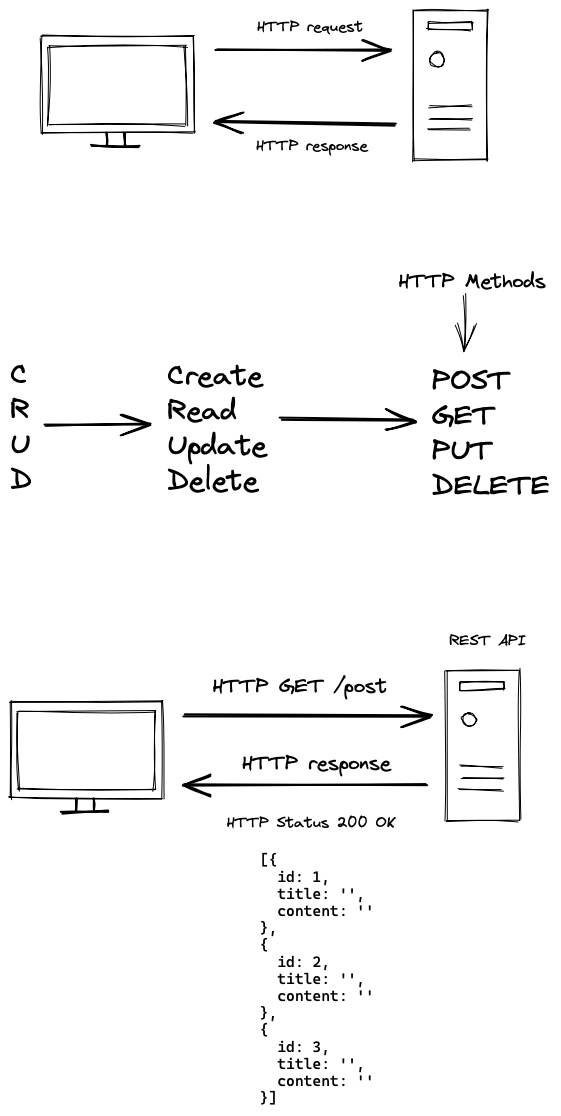 HTTP request
HTTP response
HTTP Methods
C
R
U
D
Create
Read
Update
Delete
POST
GET
PUT
DELETE
REST API
HTTP GET /post
HTTP response
HTTP Status 200 OK
[{
  id: 1,
  title: '',
  content: ''
},
{
  id: 2,
  title: '',
  content: ''
},
{
  id: 3,
  title: '',
  content: ''
}]